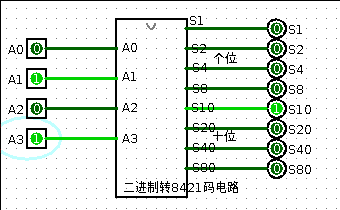 S1
S1
A0 0 A0 S2 0 S2
个位
A1 1 A1 S4 0 S4
S8 0 S8
A2 0 A2 S10 1 S10
S20 十位 0 S20
A3 1 A3 S40 0 S40
S80 0 S80
二进制转8421码电路